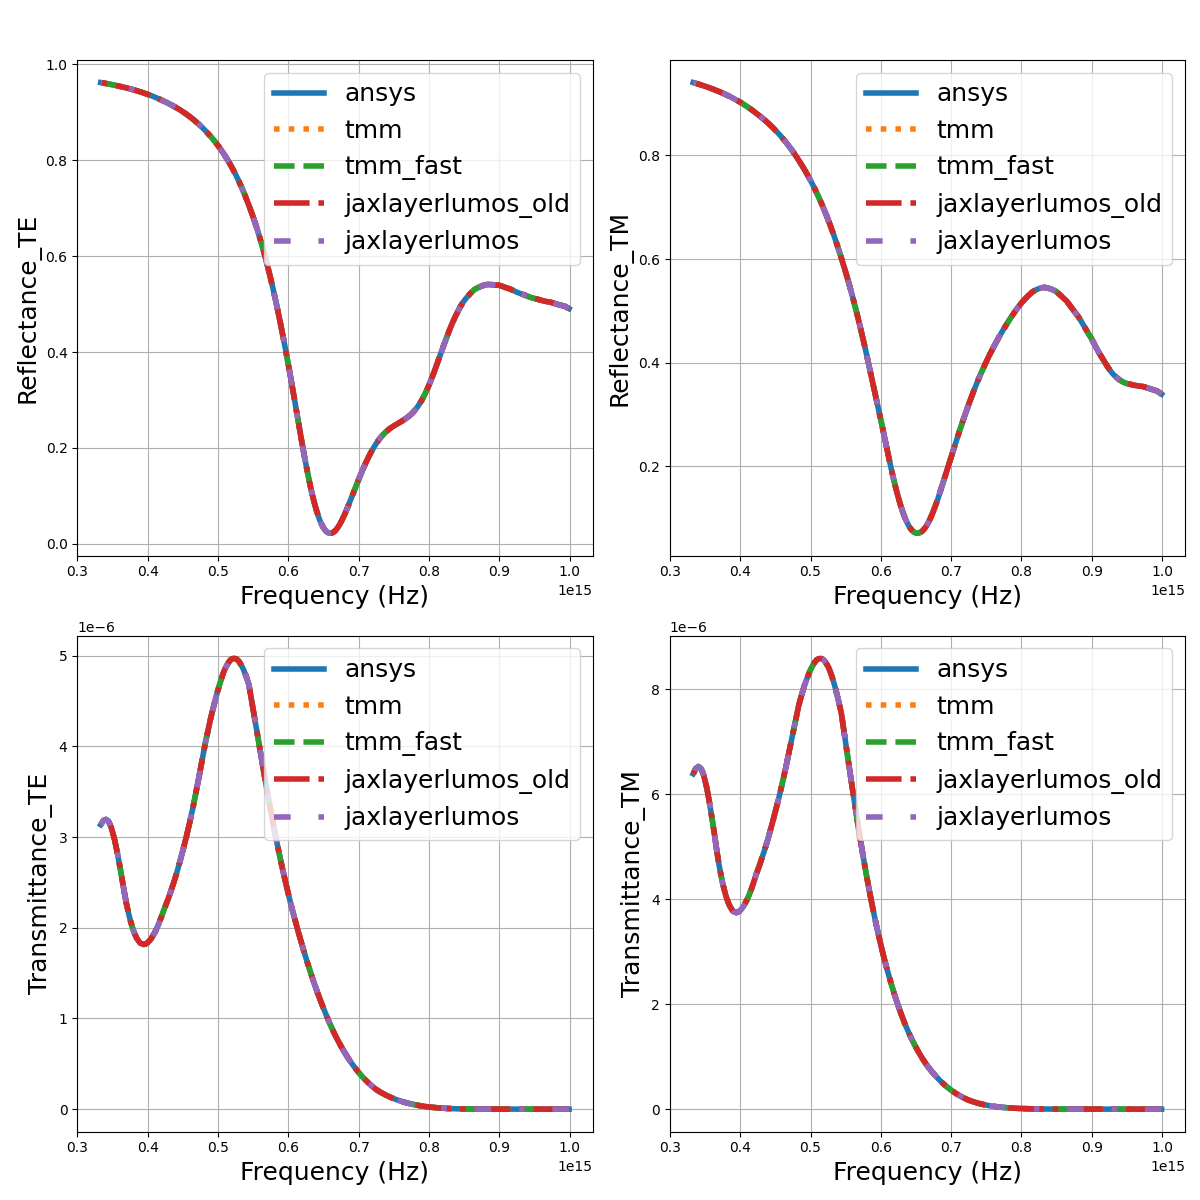 1.0
0.8
0.6
0.4
0.2
0.0
Reflectance_TE
ansys
tmm
tmm_fast
jaxlayerlumos_old
jaxlayerlumos
0.3 0.4 0.5 0.6 0.7 0.8 0.9 1.0
1e15
Frequency (Hz)
0.8
0.6
0.4
0.2
Reflectance_TM
ansys
tmm
tmm_fast
jaxlayerlumos_old
jaxlayerlumos
0.3 0.4 0.5 0.6 0.7 0.8 0.9 1.0
1e15
Frequency (Hz)
1e−6
5
4
3
2
1
0
Transmittance_TE
ansys
tmm
tmm_fast
jaxlayerlumos_old
jaxlayerlumos
0.3 0.4 0.5 0.6 0.7 0.8 0.9 1.0
1e15
Frequency (Hz)
1e−6
8
6
4
2
0
Transmittance_TM
ansys
tmm
tmm_fast
jaxlayerlumos_old
jaxlayerlumos
0.3 0.4 0.5 0.6 0.7 0.8 0.9 1.0
1e15
Frequency (Hz)